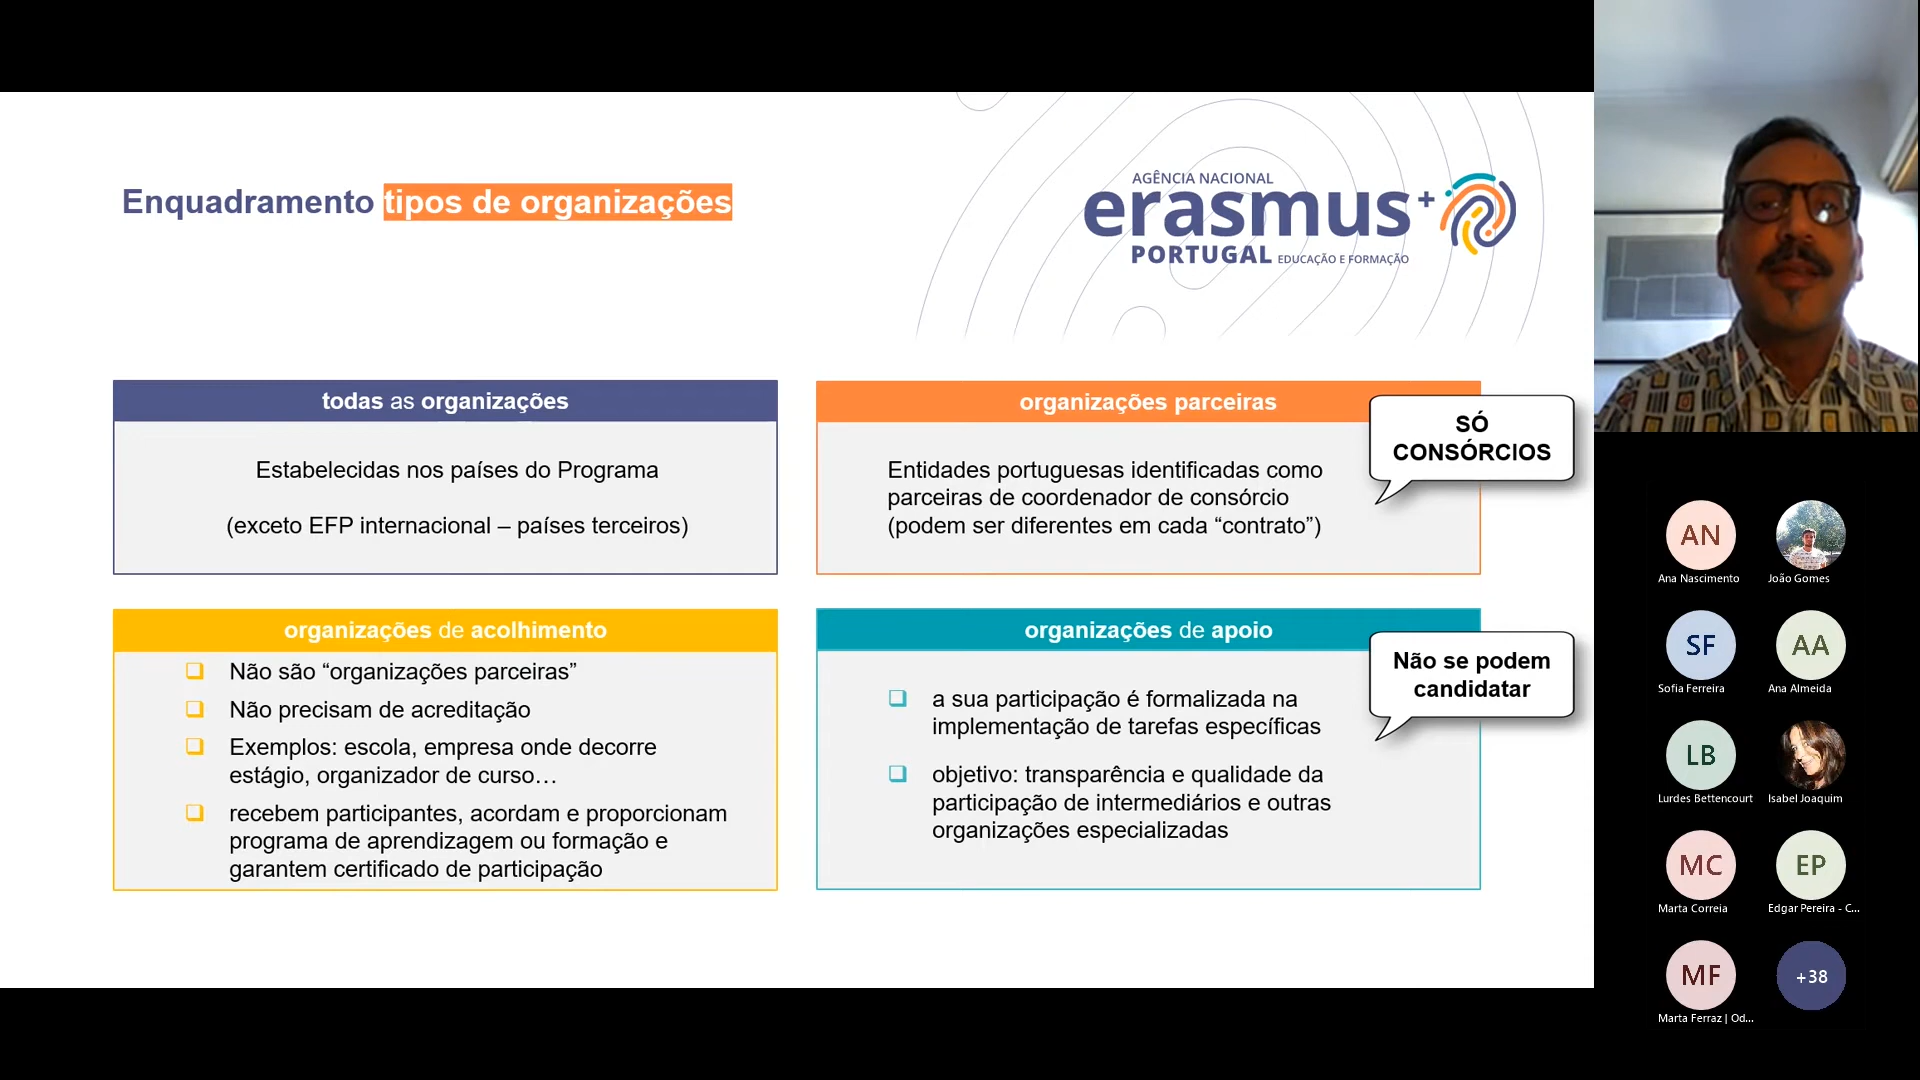 Enquadramento tipos de organizações
AGÊNCIA NACIONAL
erasmus+
PORTUGAL EDUCAÇÃO E FORMAÇÃO
todas as organizações
Estabelecidas nos países do Programa
(exceto EFP internacional – países terceiros)
organizações parceiras
SÓ
CONSÓRCIOS
Entidades portuguesas identificadas como
parceiras de coordenador de consórcio
(podem ser diferentes em cada “contrato”)
organizações de acolhimento
Não são “organizações parceiras”
Não precisam de acreditação
Exemplos: escola, empresa onde decorre
estágio, organizador de curso…
recebem participantes, acordam e proporcionam
programa de aprendizagem ou formação e
garantem certificado de participação
organizações de apoio
Não se podem
candidatar
a sua participação é formalizada na
implementação de tarefas específicas
objetivo: transparência e qualidade da
participação de intermediários e outras
organizações especializadas
AN
Ana Nascimento
João Gomes
SF
Sofia Ferreira
AA
Ana Almeida
LB
Lurdes Bettencourt
Isabel Joaquim
MC
Marta Correia
EP
Edgar Pereira - C...
MF
Marta Ferraz | Od...
+38